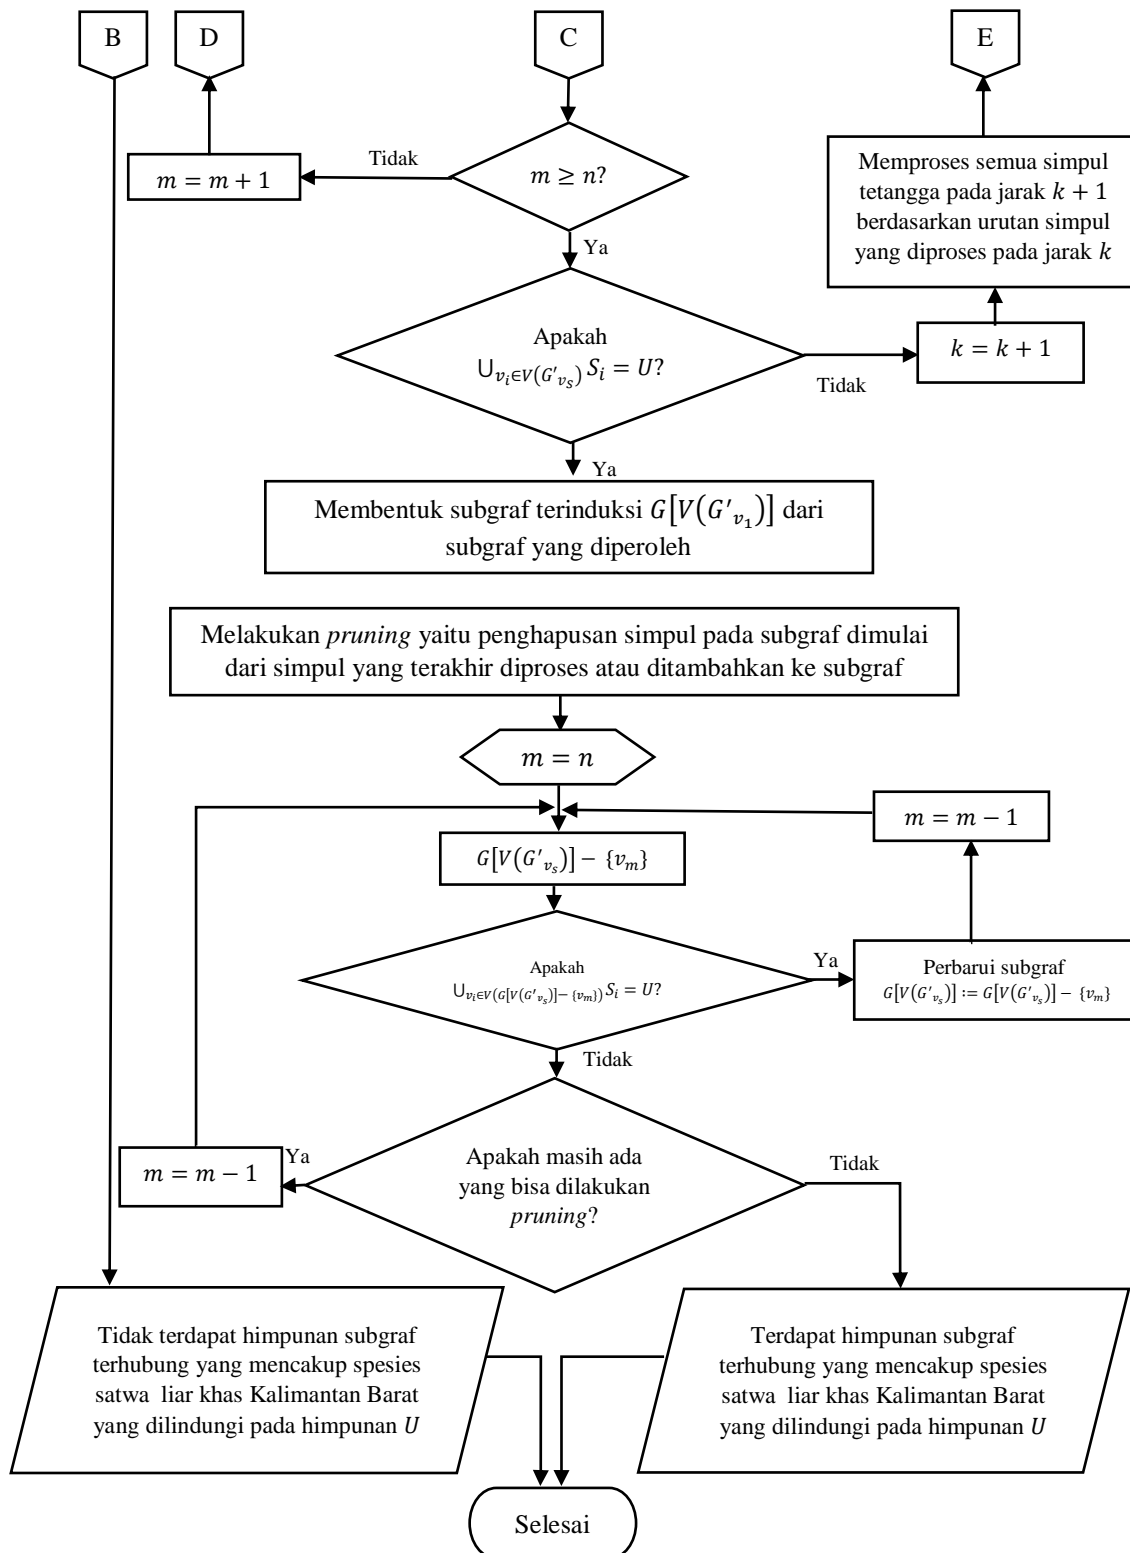 B
D
C
E
Tidak
m = m + 1
m ≥ n?
Ya
Memproses semua simpul
tetangga pada jarak k + 1
berdasarkan urutan simpul
yang diproses pada jarak k
Apakah
⋃_{v_i∈V(G'_{v_s})} S_i = U?
Tidak
k = k + 1
Ya
Membentuk subgraf terinduksi G[V(G'_{v_1})] dari
subgraf yang diperoleh
Melakukan pruning yaitu penghapusan simpul pada subgraf dimulai
dari simpul yang terakhir diproses atau ditambahkan ke subgraf
m = n
m = m − 1
G[V(G'_{v_s})] − {v_m}
Apakah
⋃_{v_i∈V(G[V(G'_{v_s})]−{v_m})} S_i = U?
Ya
Perbarui subgraf
G[V(G'_{v_s})] := G[V(G'_{v_s})] − {v_m}
Tidak
Apakah masih ada
yang bisa dilakukan
pruning?
Ya
m = m − 1
Tidak
Tidak terdapat himpunan subgraf
terhubung yang mencakup spesies
satwa liar khas Kalimantan Barat
yang dilindungi pada himpunan U
Terdapat himpunan subgraf
terhubung yang mencakup spesies
satwa liar khas Kalimantan Barat
yang dilindungi pada himpunan U
Selesai